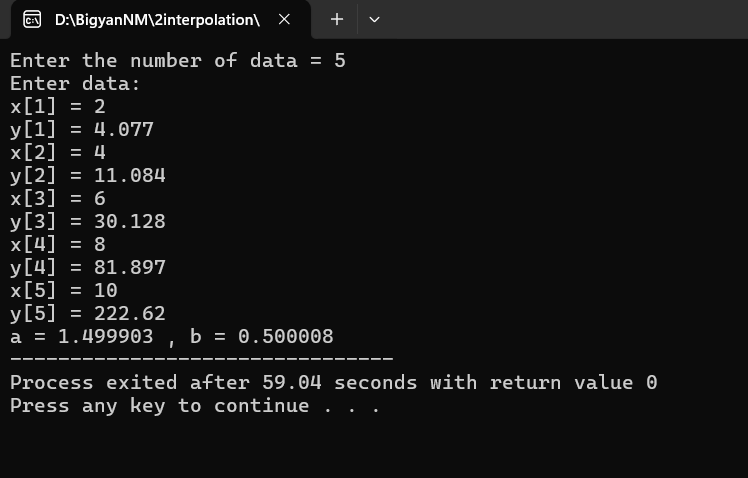 D:\BigyanNM\2interpolation\
Enter the number of data = 5
Enter data:
x[1] = 2
y[1] = 4.077
x[2] = 4
y[2] = 11.084
x[3] = 6
y[3] = 30.128
x[4] = 8
y[4] = 81.897
x[5] = 10
y[5] = 222.62
a = 1.499903 , b = 0.500008
--------------------------------
Process exited after 59.04 seconds with return value 0
Press any key to continue . . .